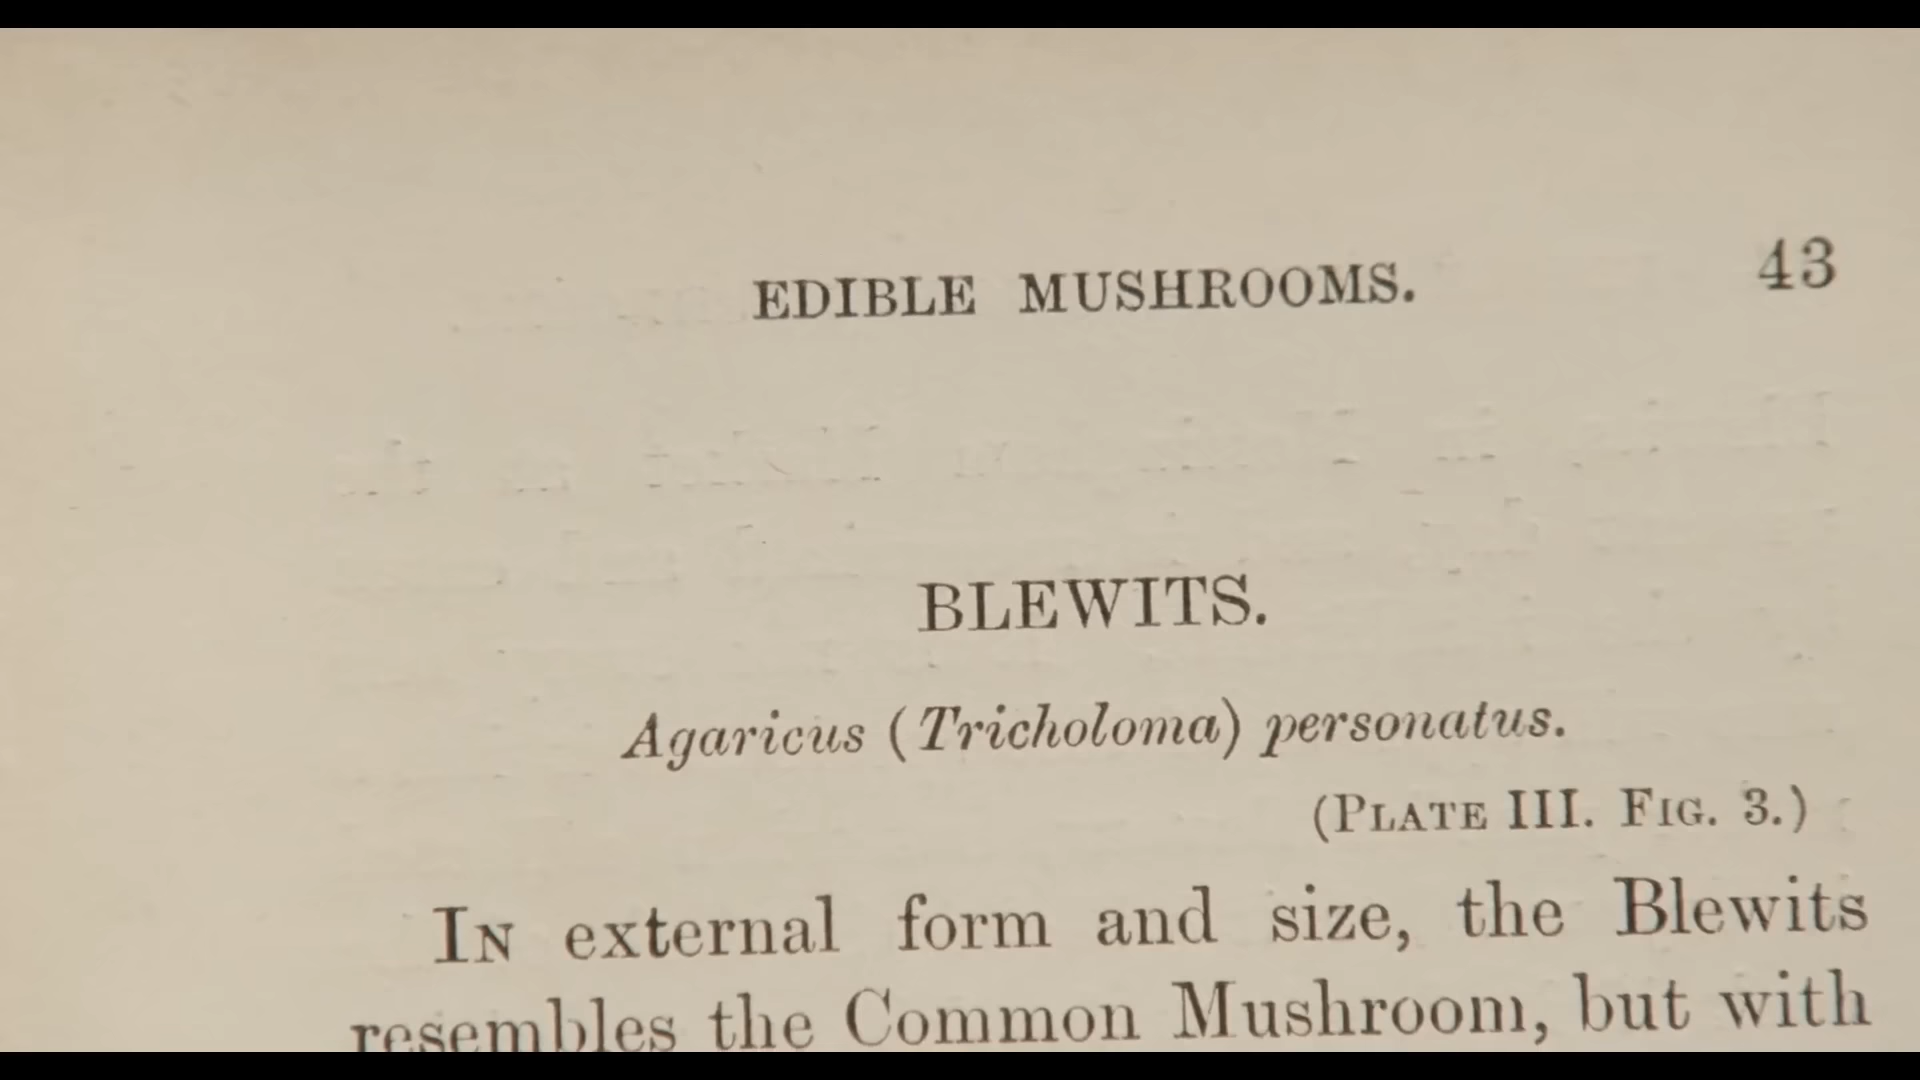 EDIBLE MUSHROOMS. 43
BLEWITS.
Agaricus (Tricholoma) personatus.
(PLATE III. FIG. 3.)
IN external form and size, the Blewits
resembles the Common Mushroom, but with